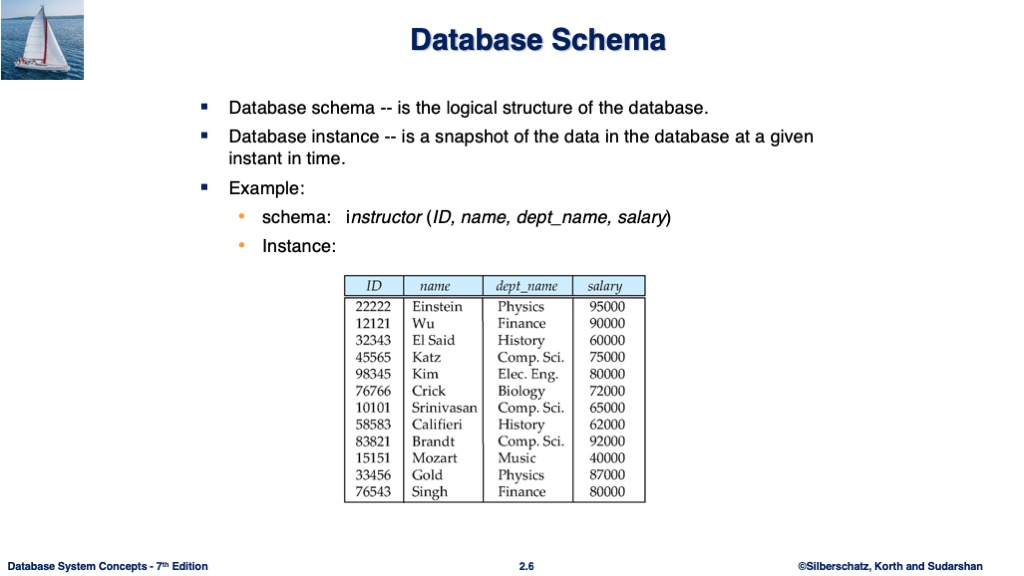 Database Schema
Database schema -- is the logical structure of the database.
Database instance -- is a snapshot of the data in the database at a given
instant in time.
Example:
schema: instructor (ID, name, dept_name, salary)
Instance:
ID name dept_name salary
22222 Einstein Physics 95000
12121 Wu Finance 90000
32343 El Said History 60000
45565 Katz Comp. Sci. 75000
98345 Kim Elec. Eng. 80000
76766 Crick Biology 72000
10101 Srinivasan Comp. Sci. 65000
58583 Califieri History 62000
83821 Brandt Comp. Sci. 92000
15151 Mozart Music 40000
33456 Gold Physics 87000
76543 Singh Finance 80000
Database System Concepts - 7th Edition 2.6 ©Silberschatz, Korth and Sudarshan